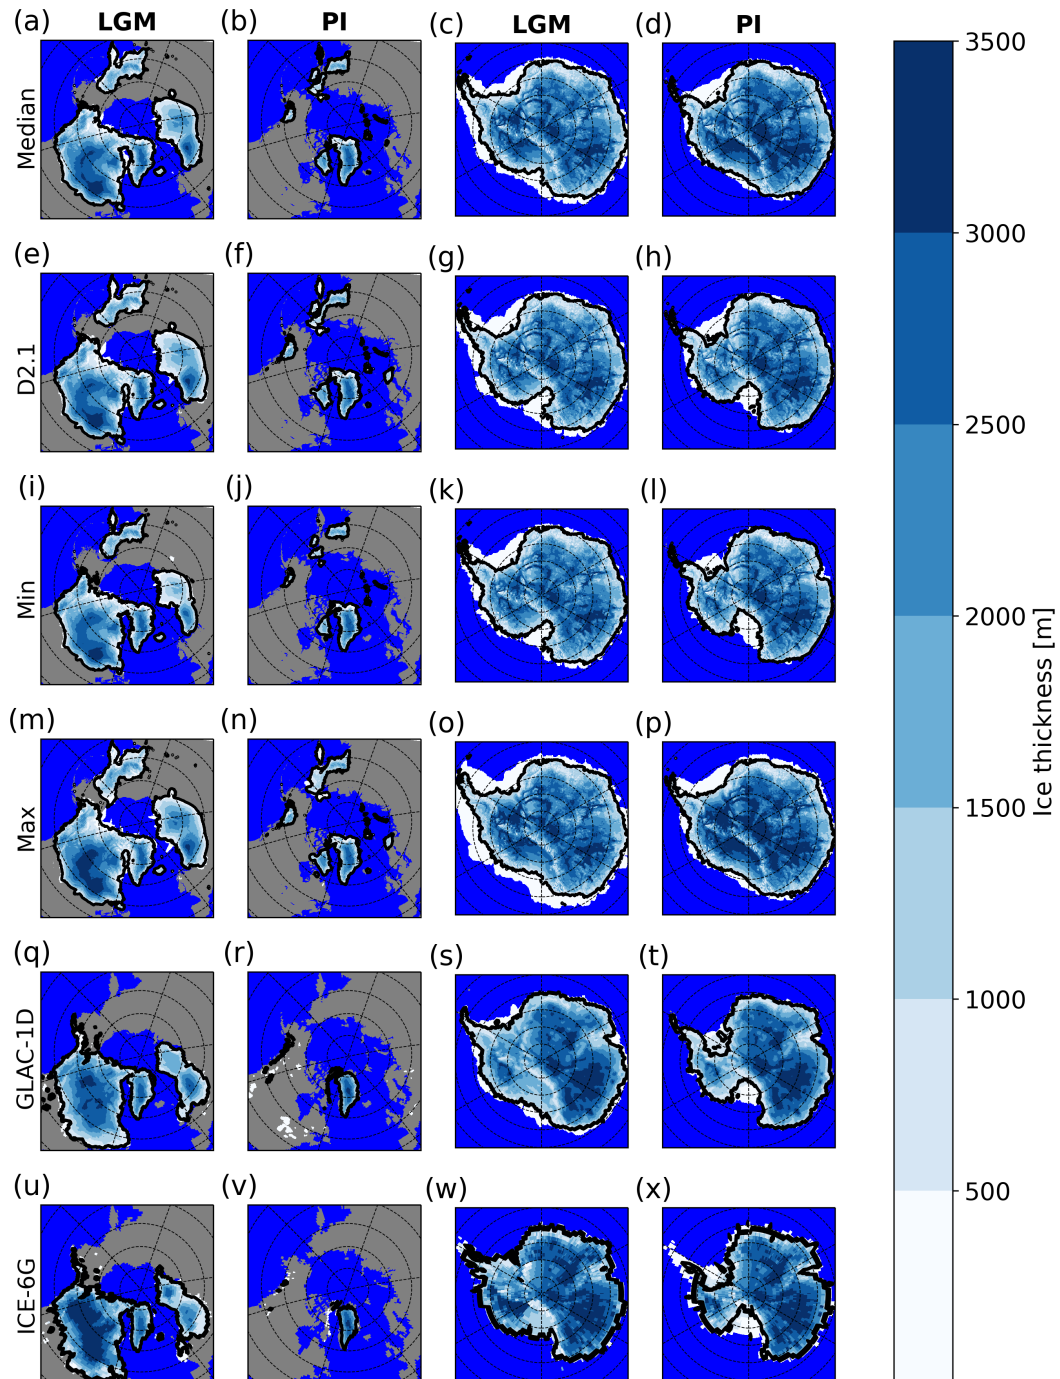 (a) LGM (b) PI (c) LGM (d) PI
Median
(e) (f) (g) (h)
D2.1
(i) (j) (k) (l)
Min
(m) (n) (o) (p)
Max
(q) (r) (s) (t)
GLAC-1D
(u) (v) (w) (x)
ICE-6G
3500
3000
2500
2000
1500
1000
500
Ice thickness [m]